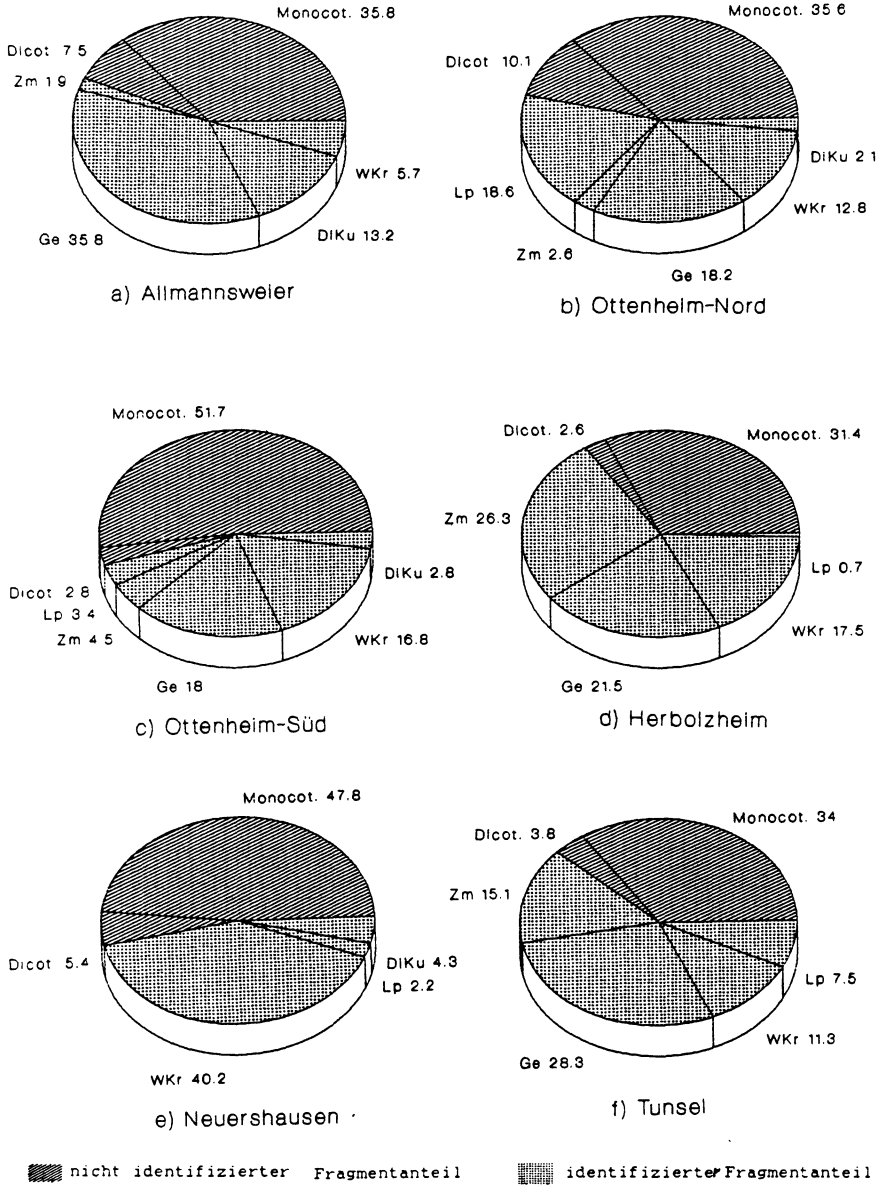 Monocot. 35.8
Dicot 7 5
Zm 1 9
WKr 5.7
DiKu 13.2
Ge 35 8
a) Allmannsweier
Monocot. 35 6
Dicot 10.1
DiKu 2 1
Lp 18.6
WKr 12.8
Zm 2.6
Ge 18.2
b) Ottenheim-Nord
Monocot. 51.7
Dicot 2 8
DiKu 2.8
Lp 3 4
Zm 4 5
WKr 16.8
Ge 18
c) Ottenheim-Süd
Dicot. 2.6
Monocot. 31.4
Zm 26.3
Lp 0.7
WKr 17.5
Ge 21.5
d) Herbolzheim
Monocot. 47.8
Dicot 5.4
DiKu 4.3
Lp 2.2
WKr 40.2
e) Neuershausen
Monocot. 34
Dicot. 3.8
Zm 15.1
Lp 7.5
WKr 11.3
Ge 28.3
f) Tunsel
nicht identifizierter Fragmentanteil
identifizierter Fragmentanteil